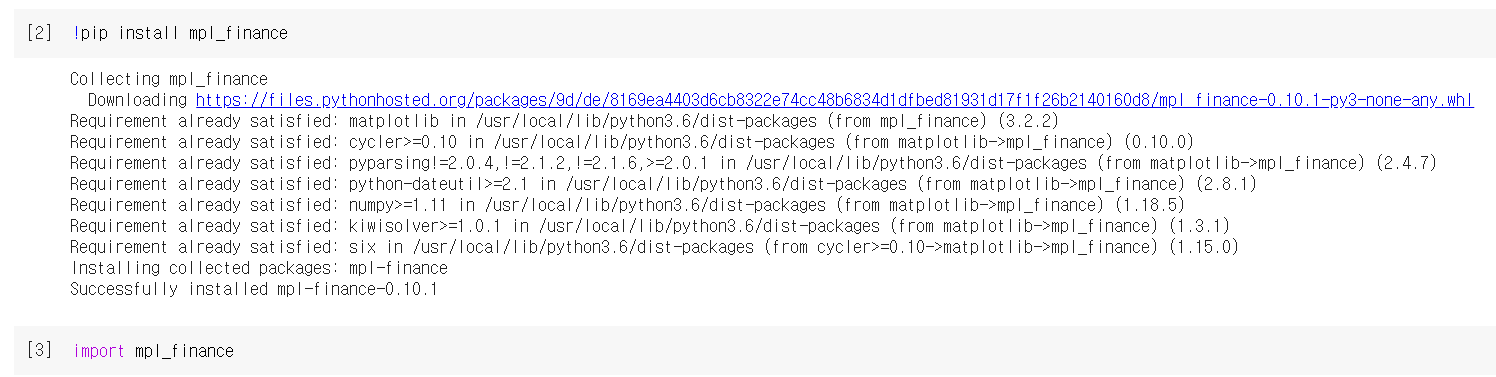 [2] !pip install mpl_finance
Collecting mpl_finance
Downloading https://files.pythonhosted.org/packages/9d/de/8169ea4403d6cb8322e74cc48b6834d1dfbed81931d17f1f26b2140160d8/mpl_finance-0.10.1-py3-none-any.whl
Requirement already satisfied: matplotlib in /usr/local/lib/python3.6/dist-packages (from mpl_finance) (3.2.2)
Requirement already satisfied: cycler>=0.10 in /usr/local/lib/python3.6/dist-packages (from matplotlib->mpl_finance) (0.10.0)
Requirement already satisfied: pyparsing!=2.0.4,!=2.1.2,!=2.1.6,>=2.0.1 in /usr/local/lib/python3.6/dist-packages (from matplotlib->mpl_finance) (2.4.7)
Requirement already satisfied: python-dateutil>=2.1 in /usr/local/lib/python3.6/dist-packages (from matplotlib->mpl_finance) (2.8.1)
Requirement already satisfied: numpy>=1.11 in /usr/local/lib/python3.6/dist-packages (from matplotlib->mpl_finance) (1.18.5)
Requirement already satisfied: kiwisolver>=1.0.1 in /usr/local/lib/python3.6/dist-packages (from matplotlib->mpl_finance) (1.3.1)
Requirement already satisfied: six in /usr/local/lib/python3.6/dist-packages (from cycler>=0.10->matplotlib->mpl_finance) (1.15.0)
Installing collected packages: mpl-finance
Successfully installed mpl-finance-0.10.1
[3] import mpl_finance